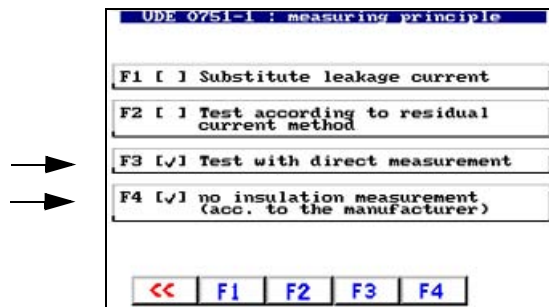 VDE 0751-1 : measuring principle
F1 [ ] Substitute leakage current
F2 [ ] Test according to residual
current method
F3 [✓] Test with direct measurement
F4 [✓] no insulation measurement
(acc. to the manufacturer)
<< F1 F2 F3 F4